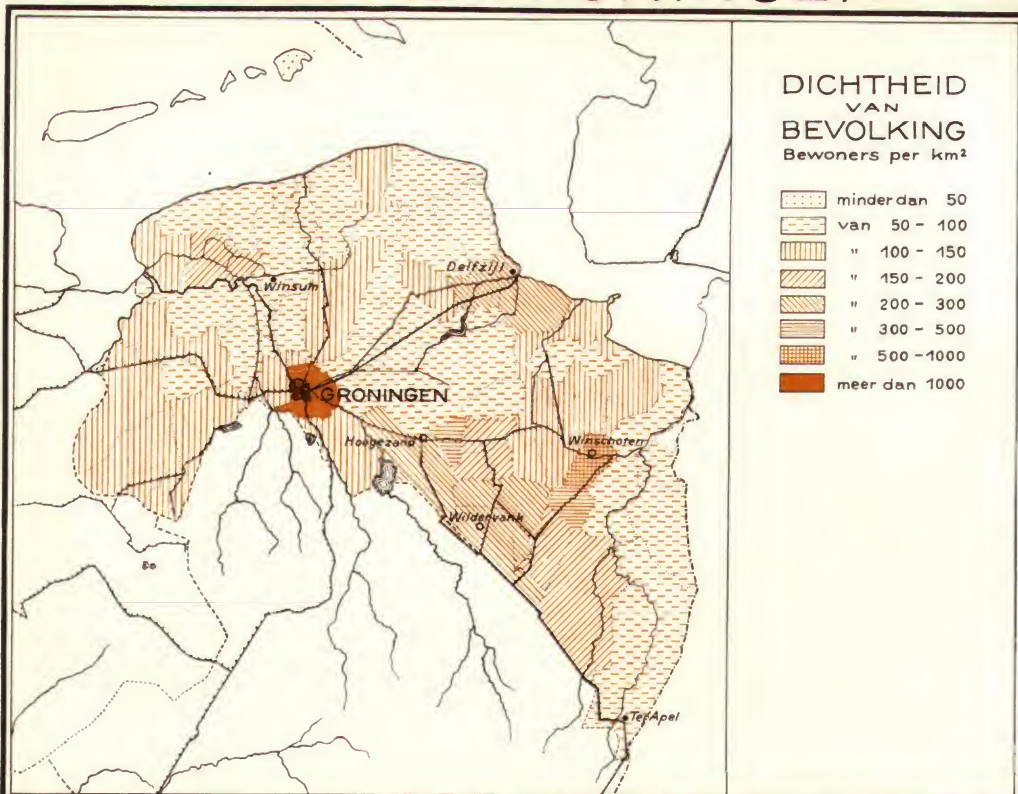 DICHTHEID
VAN
BEVOLKING
Bewoners per km²
minder dan 50
van 50 - 100
" 100 - 150
" 150 - 200
" 200 - 300
" 300 - 500
" 500 - 1000
meer dan 1000
Delfzijl
Winsum
GRONINGEN
Hoogezand
Winschoten
Wildervank
Ter Apel